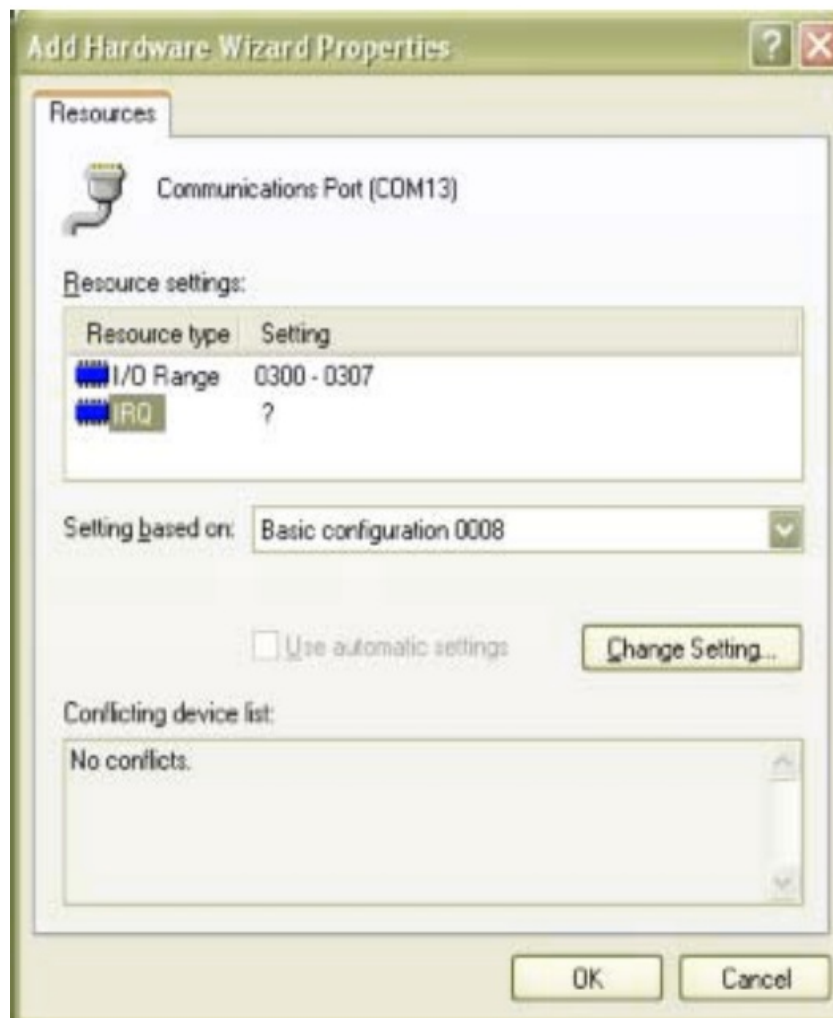 Add Hardware Wizard Properties
Resources
Communications Port (COM13)
Resource settings:
Resource type Setting
I/O Range 0300 - 0307
IRQ ?
Setting based on: Basic configuration 0008
Use automatic settings Change Setting...
Conflicting device list:
No conflicts.
OK Cancel